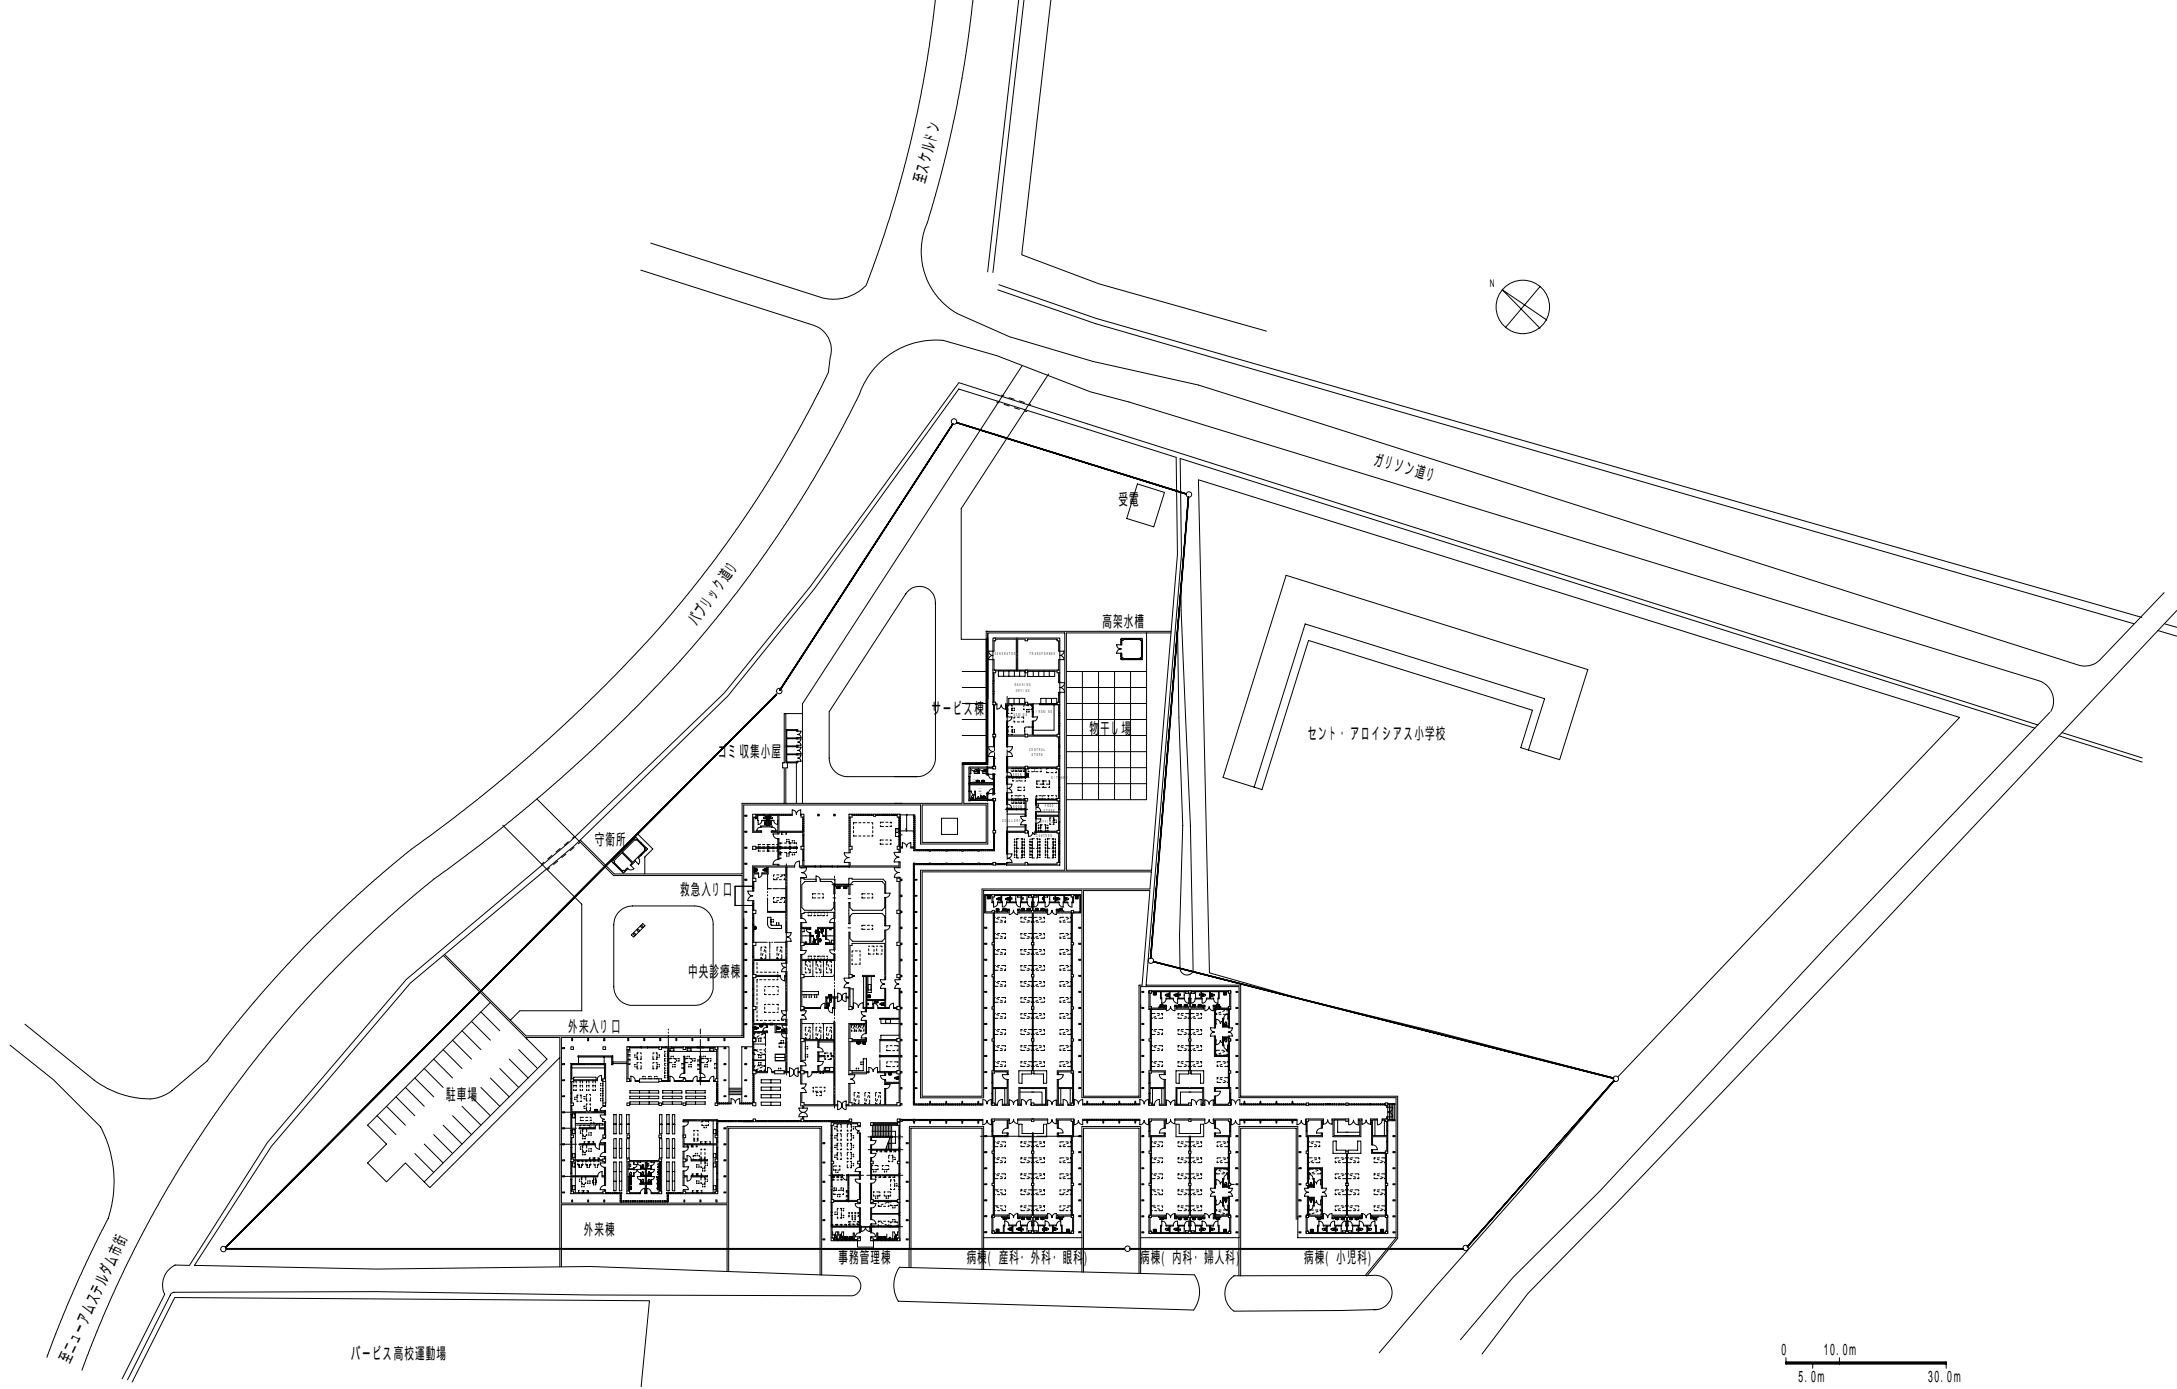 至スケルドン
N
ガリソン道り
受電
パブリック道り
高架水槽
GENERATOR
TRANSFORMER
サービス棟
物干し場
セント・アロイシアス小学校
CENTRAL
STORE
ゴミ収集小屋
守衛所
救急入り口
中央診療棟
外来入り口
駐車場
外来棟
事務管理棟
病棟( 産科・外科・眼科)
病棟( 内科・婦人科)
病棟( 小児科)
至ニューアムステルダム市街
バービス高校運動場
0 10.0m
5.0m 30.0m